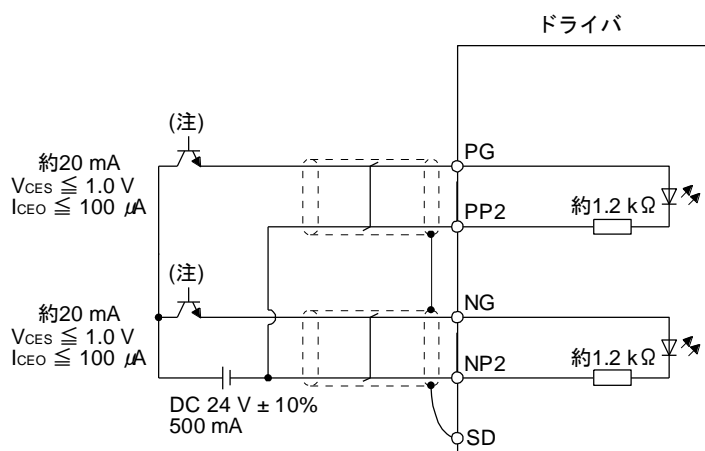 ドライバ
(注)
約20 mA
VCES ≦ 1.0 V
ICEO ≦ 100 μA
PG
PP2
約1.2 kΩ
(注)
約20 mA
VCES ≦ 1.0 V
ICEO ≦ 100 μA
NG
NP2
約1.2 kΩ
DC 24 V ± 10%
500 mA
SD